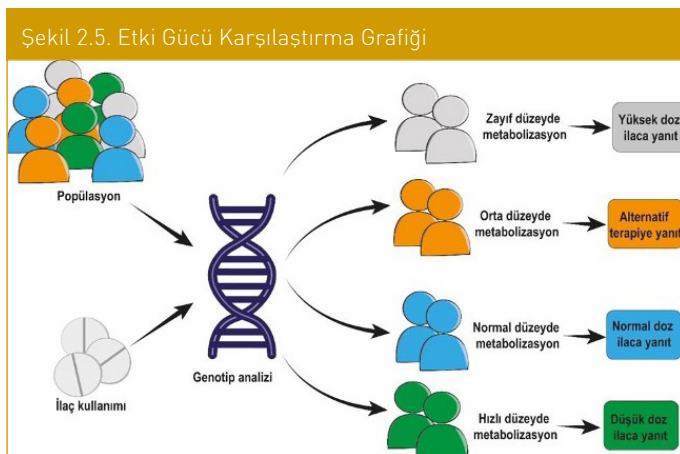 Şekil 2.5. Etki Gücü Karşılaştırma Grafiği
Popülasyon
İlaç kullanımı
Genotip analizi
Zayıf düzeyde
metabolizasyon
Yüksek doz
ilaca yanıt
Orta düzeyde
metabolizasyon
Alternatif
terapiye yanıt
Normal düzeyde
metabolizasyon
Normal doz
ilaca yanıt
Hızlı düzeyde
metabolizasyon
Düşük doz
ilaca yanıt